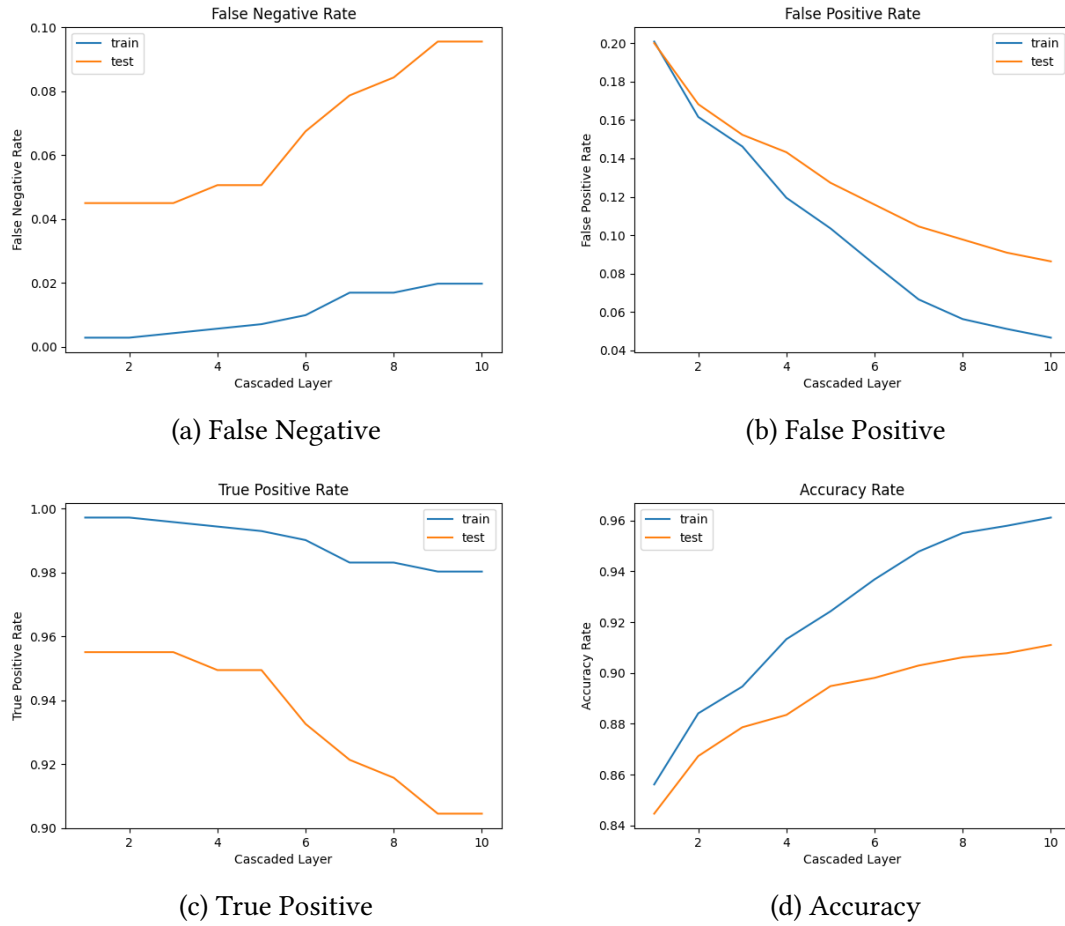 False Negative Rate
0.10
0.08
0.06
0.04
0.02
0.00
False Negative Rate
train
test
2 4 6 8 10
Cascaded Layer
(a) False Negative
False Positive Rate
0.20
0.18
0.16
0.14
0.12
0.10
0.08
0.06
0.04
False Positive Rate
train
test
2 4 6 8 10
Cascaded Layer
(b) False Positive
True Positive Rate
1.00
0.98
0.96
0.94
0.92
0.90
True Positive Rate
train
test
2 4 6 8 10
Cascaded Layer
(c) True Positive
Accuracy Rate
0.96
0.94
0.92
0.90
0.88
0.86
0.84
Accuracy Rate
train
test
2 4 6 8 10
Cascaded Layer
(d) Accuracy